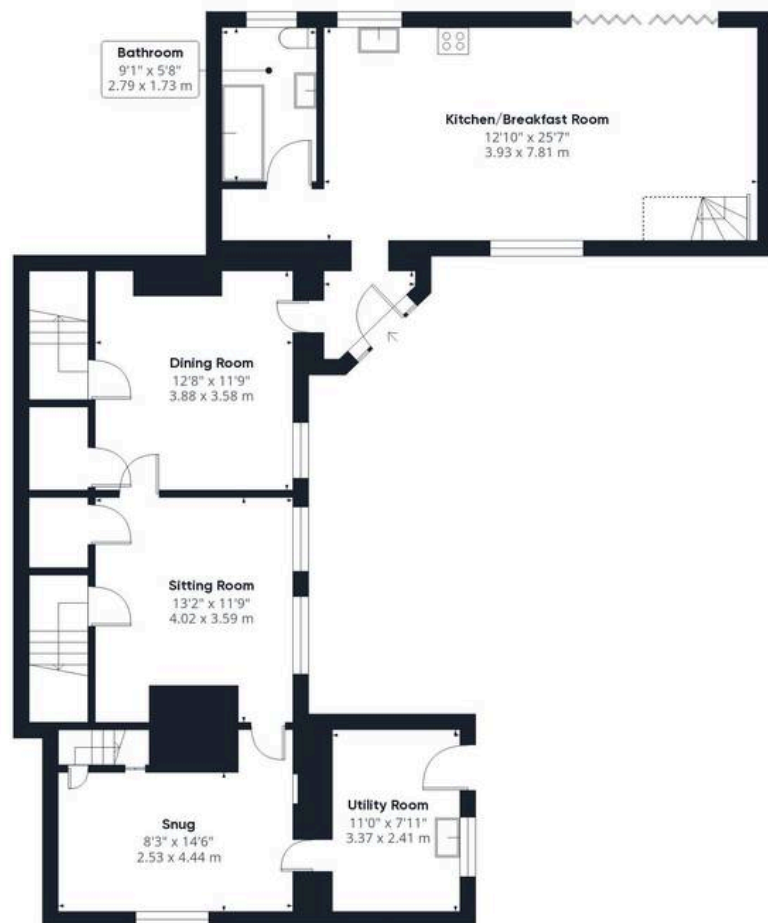 Bathroom
9'1" x 5'8"
2.79 x 1.73 m
Kitchen/Breakfast Room
12'10" x 25'7"
3.93 x 7.81 m
Dining Room
12'8" x 11'9"
3.88 x 3.58 m
Sitting Room
13'2" x 11'9"
4.02 x 3.59 m
Snug
8'3" x 14'6"
2.53 x 4.44 m
Utility Room
11'0" x 7'11"
3.37 x 2.41 m